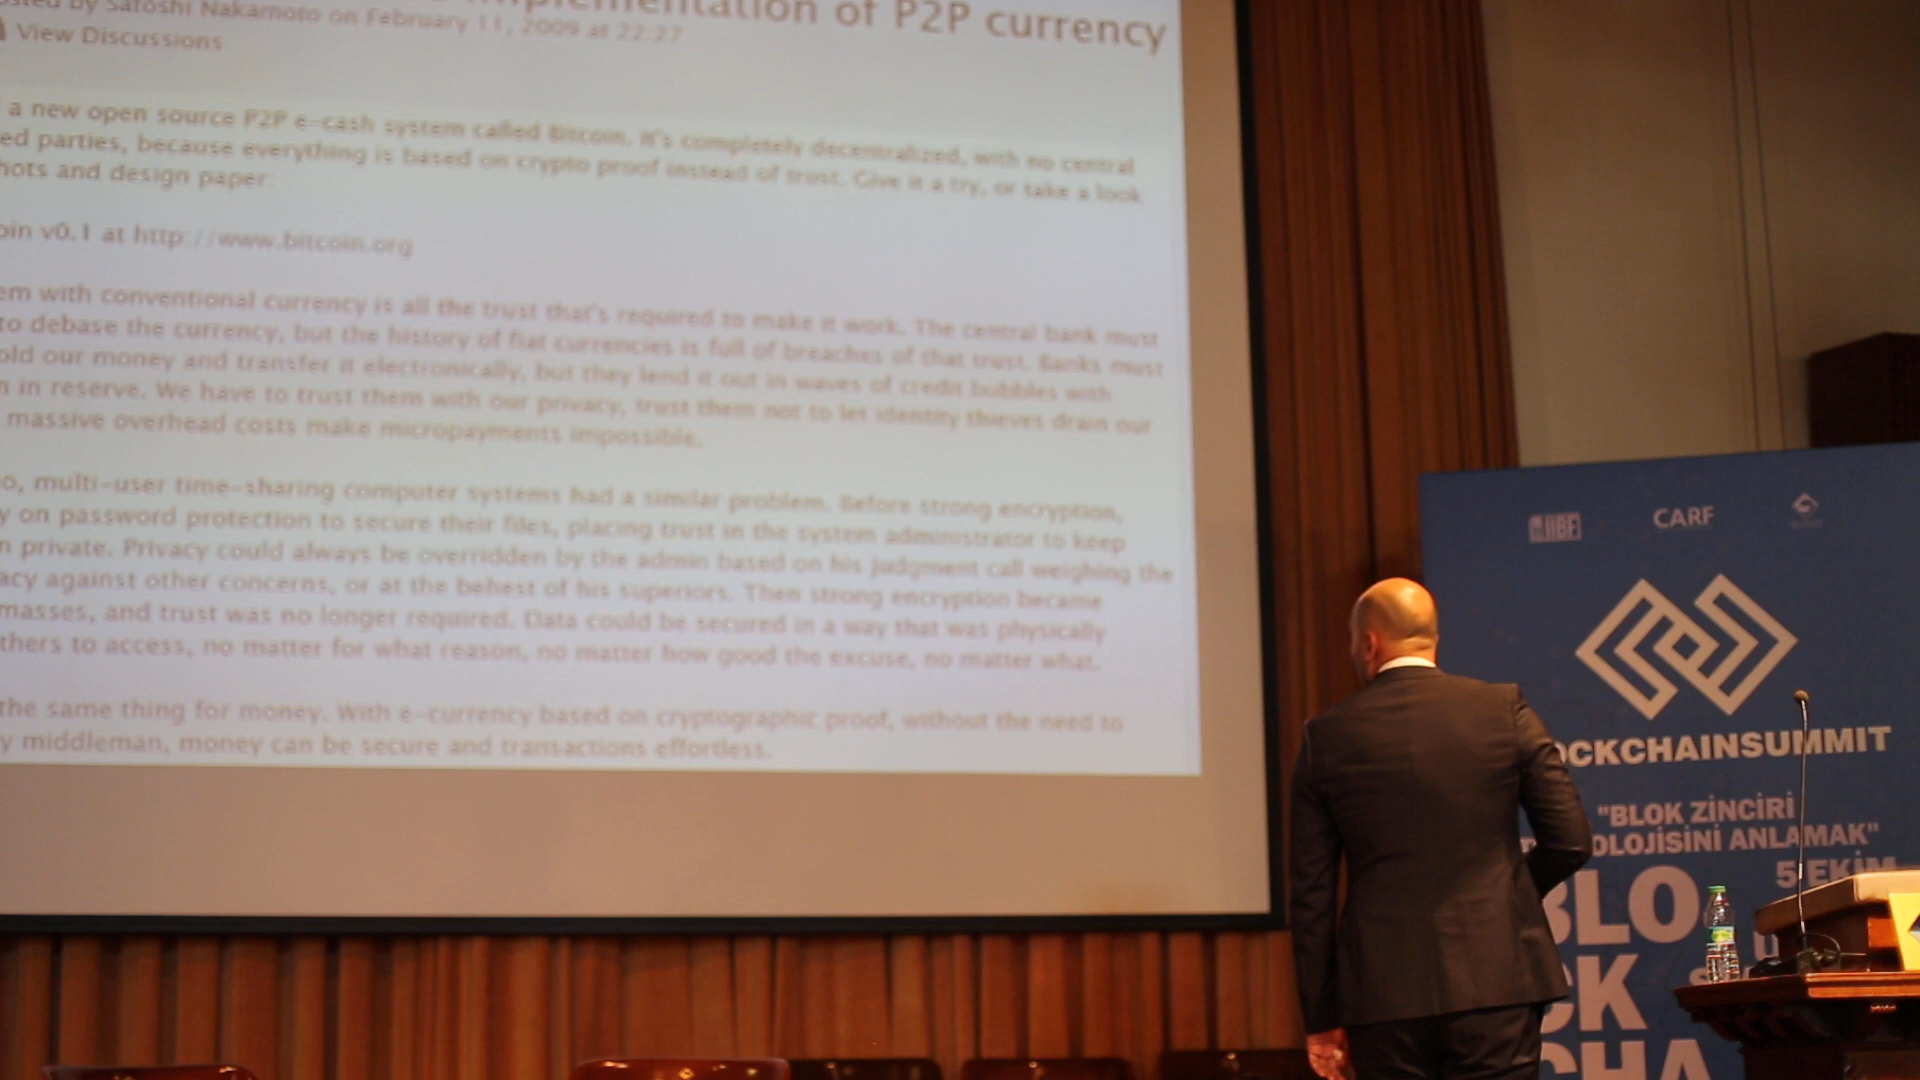 osted by Satoshi Nakamoto on February 11, 2009 at 22:27
View Discussions
implementation of P2P currency
a new open source P2P e-cash system called Bitcoin. It's completely decentralized, with no central
ed parties, because everything is based on crypto proof instead of trust. Give it a try, or take a look
hots and design paper:
oin v0.1 at http://www.bitcoin.org
em with conventional currency is all the trust that's required to make it work. The central bank must
to debase the currency, but the history of fiat currencies is full of breaches of that trust. Banks must
old our money and transfer it electronically, but they lend it out in waves of credit bubbles with
n in reserve. We have to trust them with our privacy, trust them not to let identity thieves drain our
massive overhead costs make micropayments impossible.
o, multi-user time-sharing computer systems had a similar problem. Before strong encryption,
y on password protection to secure their files, placing trust in the system administrator to keep
n private. Privacy could always be overridden by the admin based on his judgment call weighing the
acy against other concerns, or at the behest of his superiors. Then strong encryption became
masses, and trust was no longer required. Data could be secured in a way that was physically
thers to access, no matter for what reason, no matter how good the excuse, no matter what.
the same thing for money. With e-currency based on cryptographic proof, without the need to
y middleman, money can be secure and transactions effortless.
IIBF
CARF
OCKCHAINSUMMIT
"BLOK ZİNCİRİ
OLOJİSİNİ ANLAMAK"
5 EKİM
BLO
CK
CHA